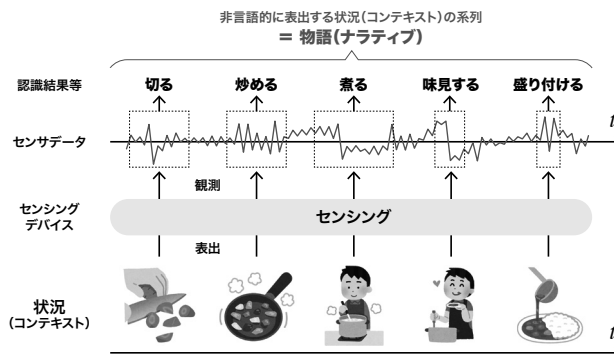 非言語的に表出する状況(コンテキスト)の系列
= 物語(ナラティブ)
認識結果等
切る
炒める
煮る
味見する
盛り付ける
センサデータ
t
観測
センシング
デバイス
センシング
表出
状況
(コンテキスト)
t